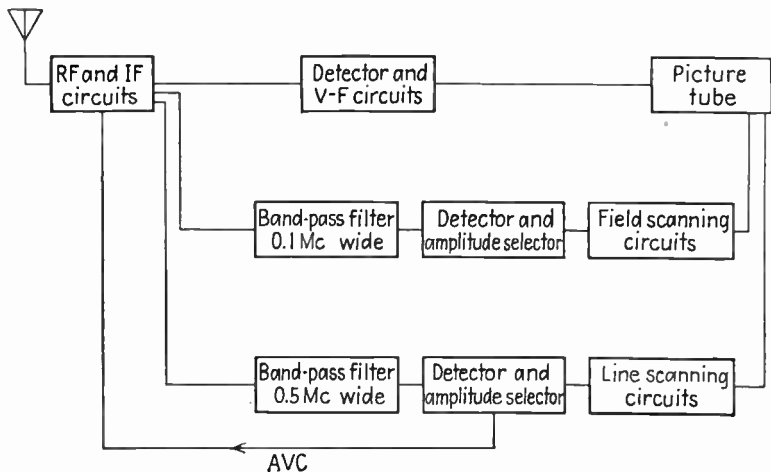 RF and IF
circuits
Detector and
V-F circuits
Picture
tube
Band-pass filter
0.1 Mc wide
Detector and
amplitude selector
Field scanning
circuits
Band-pass filter
0.5 Mc wide
Detector and
amplitude selector
Line scanning
circuits
AVC